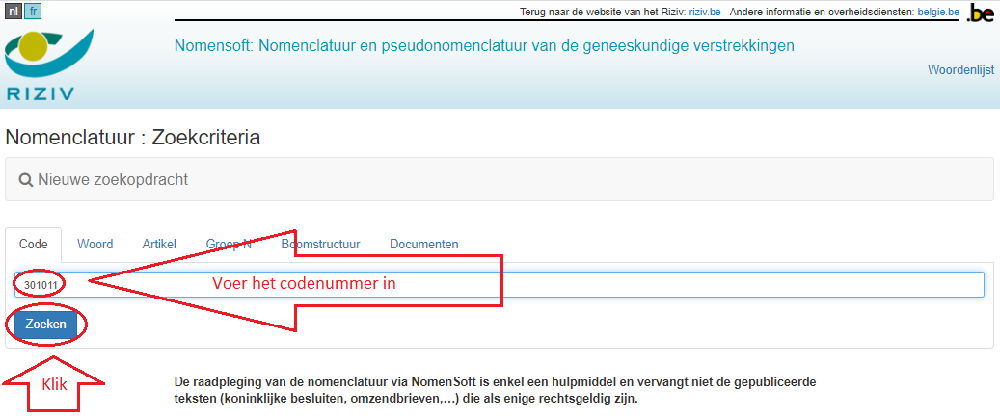 nl fr
Terug naar de website van het Riziv: riziv.be - Andere informatie en overheidsdiensten: belgie.be .be
Nomensoft: Nomenclatuur en pseudonomenclatuur van de geneeskundige verstrekkingen
Woordenlijst
RIZIV
Nomenclatuur : Zoekcriteria
Nieuwe zoekopdracht
Code Woord Artikel Groep N Boomstructuur Documenten
301011 Voer het codenummer in
Zoeken
Klik
De raadpleging van de nomenclatuur via NomenSoft is enkel een hulpmiddel en vervangt niet de gepubliceerde
teksten (koninklijke besluiten, omzendbrieven,...) die als enige rechtsgeldig zijn.